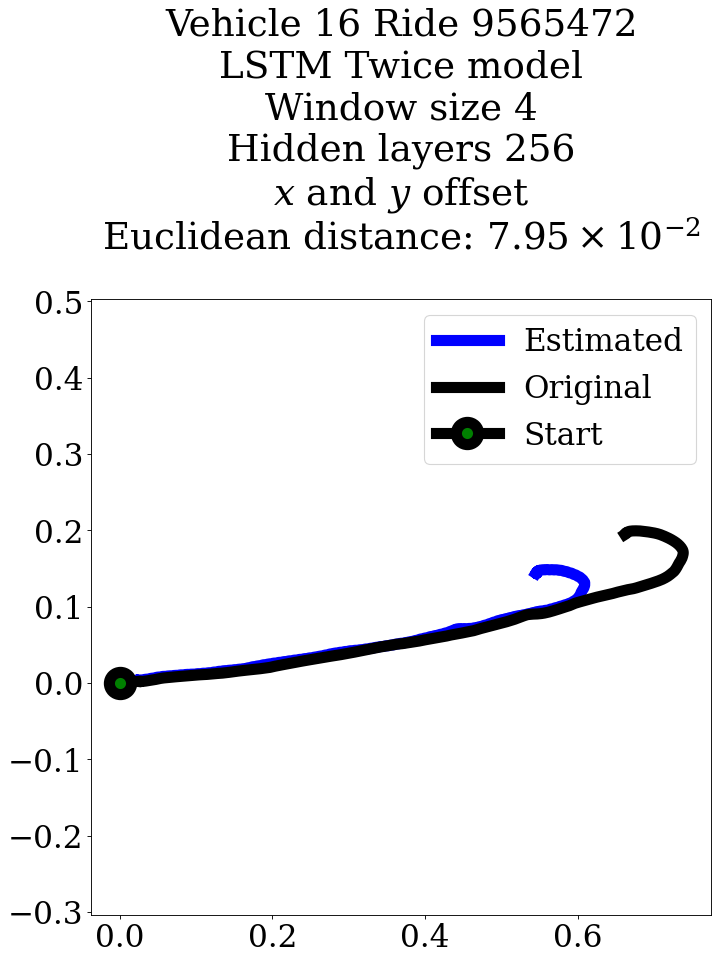 Vehicle 16 Ride 9565472
LSTM Twice model
Window size 4
Hidden layers 256
x and y offset
Euclidean distance: 7.95 × 10⁻²
Estimated
Original
Start
0.5
0.4
0.3
0.2
0.1
0.0
−0.1
−0.2
−0.3
0.0 0.2 0.4 0.6